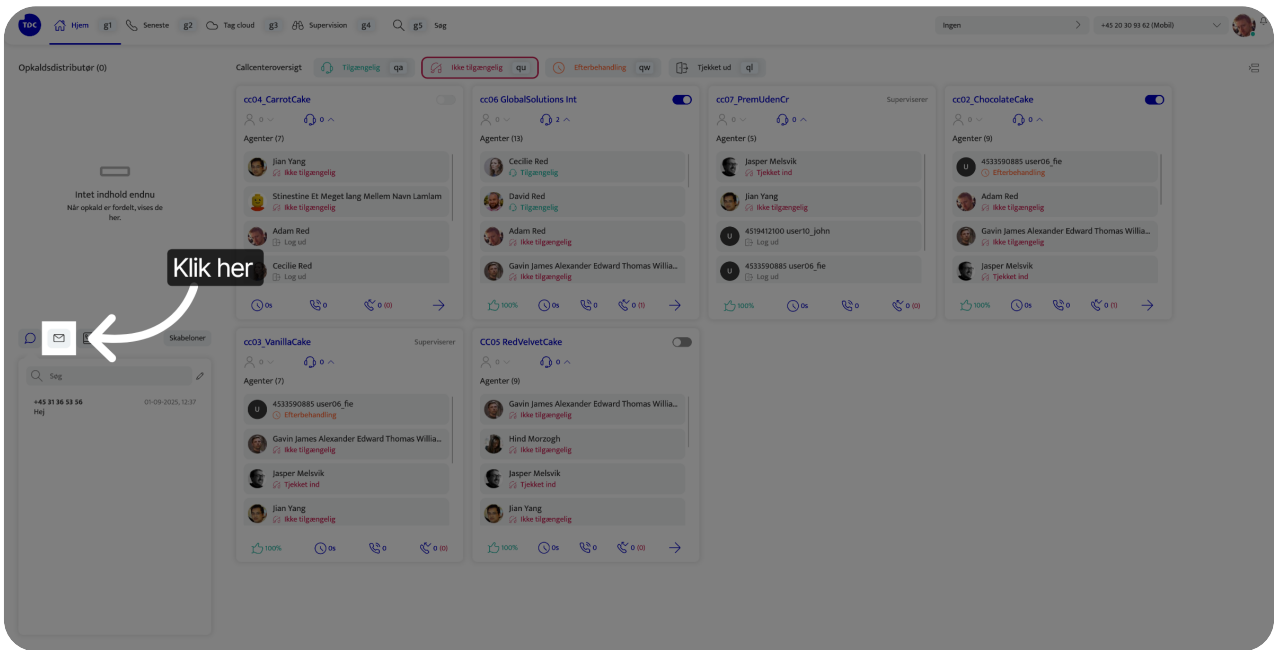 TDC Hjem g1 Seneste g2 Tag cloud g3 Supervision g4 g5 Søg Ingen +45 20 30 93 62 (Mobil)
Opkaldsdistributør (0)
Callcenteroversigt Tilgængelig qa Ikke tilgængelig qu Efterbehandling qw Tjekket ud ql
Intet indhold endnu
Når opkald er fordelt, vises de
her.
Klik her
Skabeloner
Søg
+45 31 36 53 56 01-09-2025, 12:37
Hej
cc04_CarrotCake
0 0
Agenter (7)
Jian Yang
Ikke tilgængelig
Stinestine Et Meget lang Mellem Navn Lamlam
Ikke tilgængelig
Adam Red
Log ud
Cecilie Red
Log ud
0s 0 0 (0)
cc06 GlobalSolutions Int
0 2
Agenter (13)
Cecilie Red
Tilgængelig
David Red
Tilgængelig
Adam Red
Ikke tilgængelig
Gavin James Alexander Edward Thomas Willia...
Ikke tilgængelig
100% 0s 0 0 (1)
cc07_PremUdenCr Superviserer
0 0
Agenter (5)
Jasper Melsvik
Tjekket ind
Jian Yang
Ikke tilgængelig
U 4519412100 user10_john
Log ud
U 4533590885 user06_fie
Log ud
100% 0s 0 0 (0)
cc02_ChocolateCake
0 0
Agenter (9)
U 4533590885 user06_fie
Efterbehandling
Adam Red
Ikke tilgængelig
Gavin James Alexander Edward Thomas Willia...
Ikke tilgængelig
Jasper Melsvik
Tjekket ind
100% 0s 0 0 (1)
cc03_VanillaCake Superviserer
0 0
Agenter (7)
U 4533590885 user06_fie
Efterbehandling
Gavin James Alexander Edward Thomas Willia...
Ikke tilgængelig
Jasper Melsvik
Tjekket ind
Jian Yang
Ikke tilgængelig
100% 0s 0 0 (0)
CC05 RedVelvetCake
0 0
Agenter (9)
Gavin James Alexander Edward Thomas Willia...
Ikke tilgængelig
Hind Morzogh
Ikke tilgængelig
Jasper Melsvik
Tjekket ind
Jian Yang
Ikke tilgængelig
100% 0s 0 0 (0)